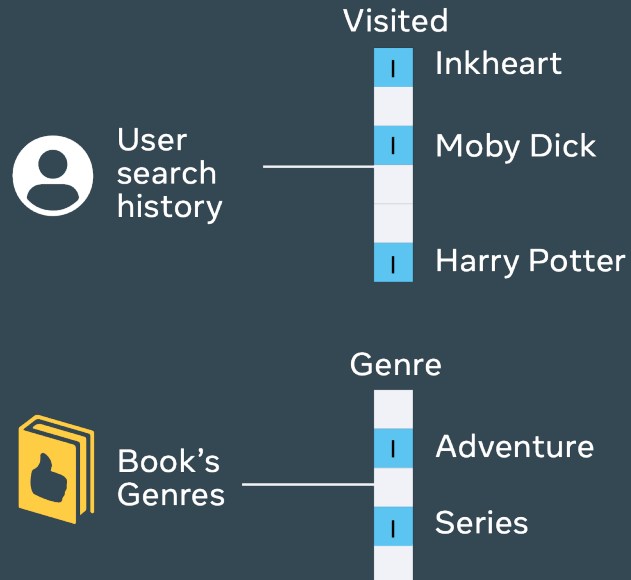 Visited
I Inkheart
User
search
history
I Moby Dick
I Harry Potter
Genre
I Adventure
Book's
Genres
I Series